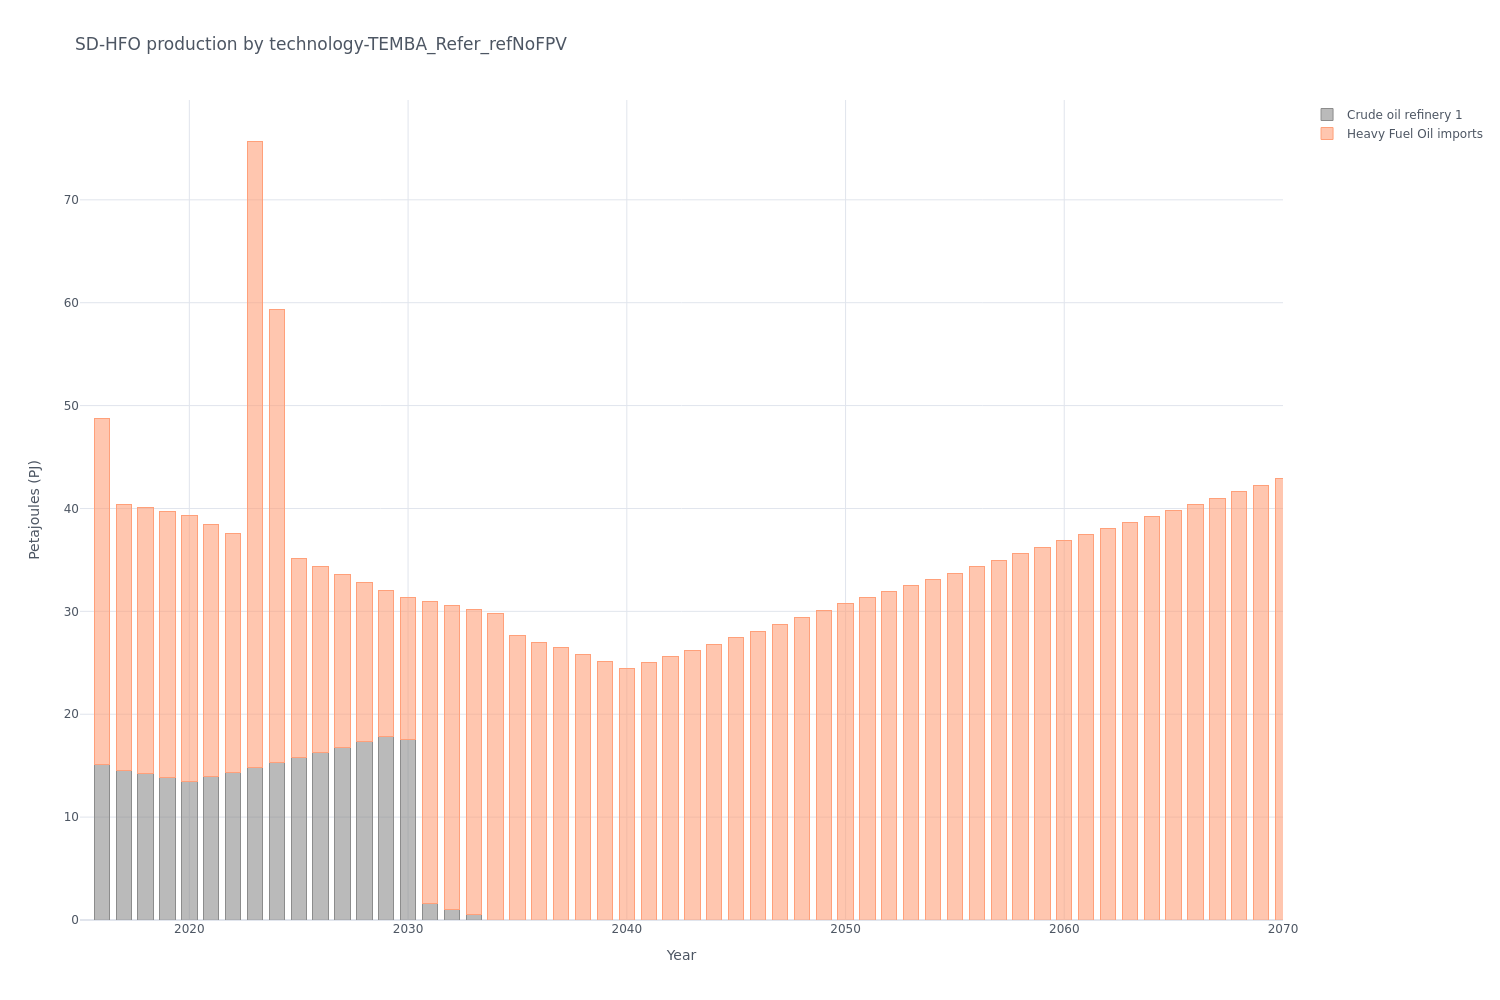 SD-HFO production by technology-TEMBA_Refer_refNoFPV
Crude oil refinery 1
Heavy Fuel Oil imports
70
60
50
40
30
20
10
0
Petajoules (PJ)
2020
2030
2040
2050
2060
2070
Year